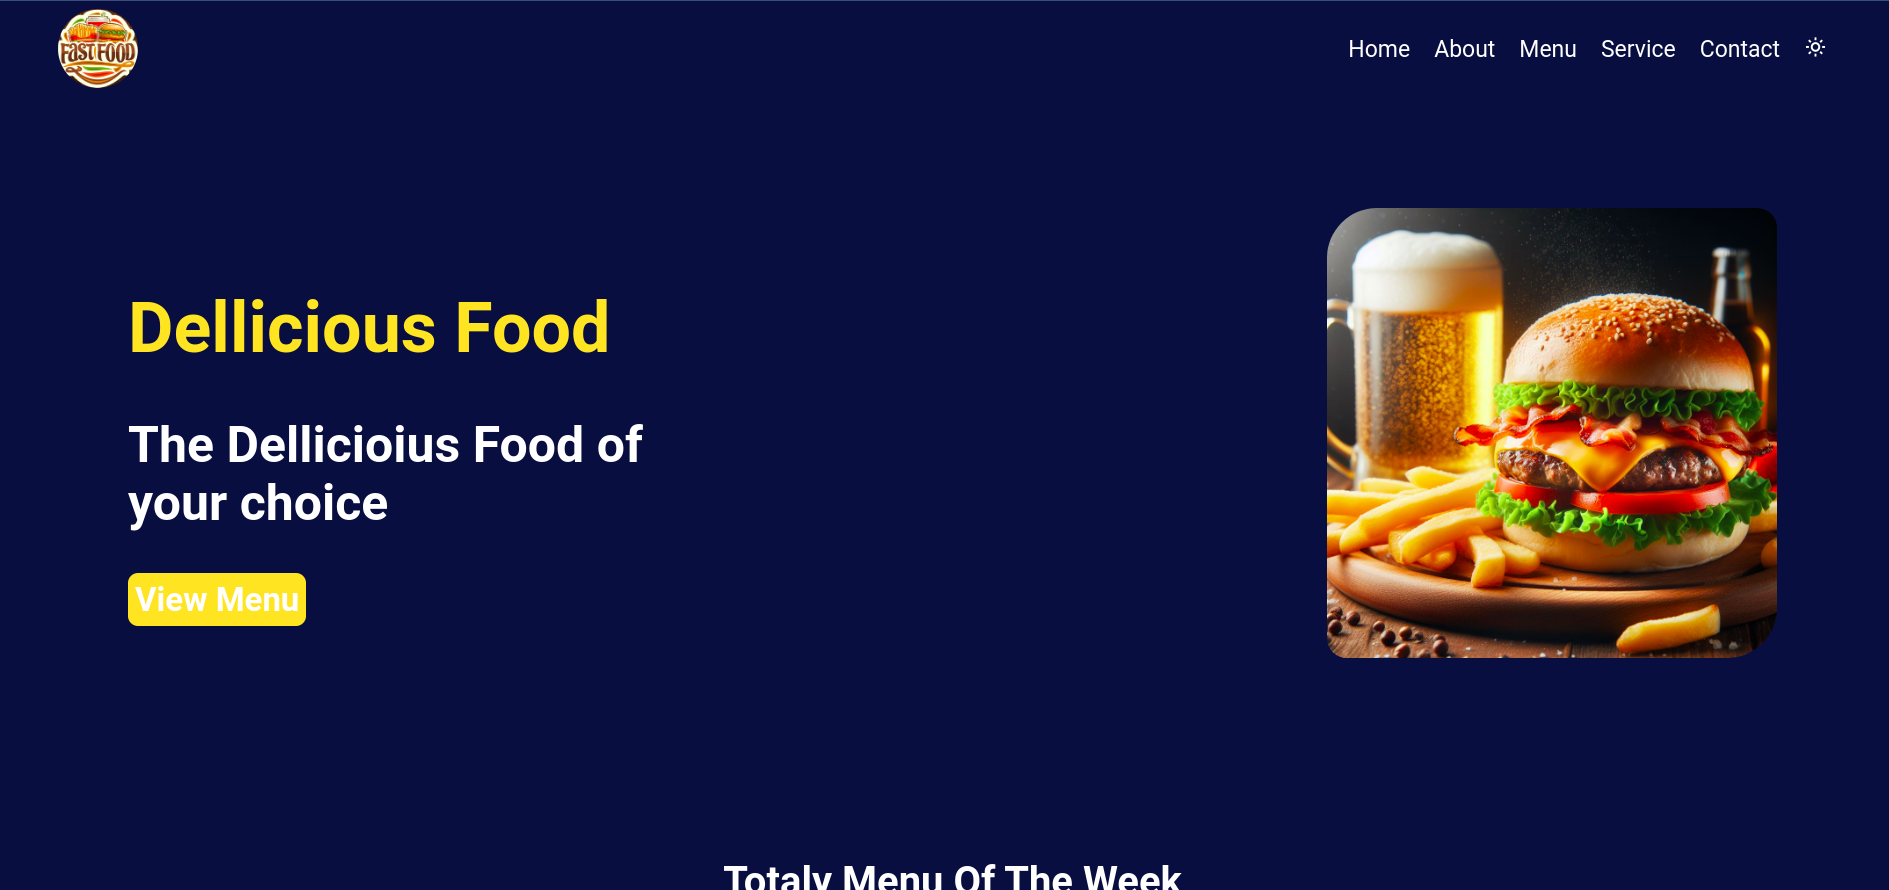 FAST FOOD
Home About Menu Service Contact
Dellicious Food
The Dellicioius Food of
your choice
View Menu
Totaly Menu Of The Week